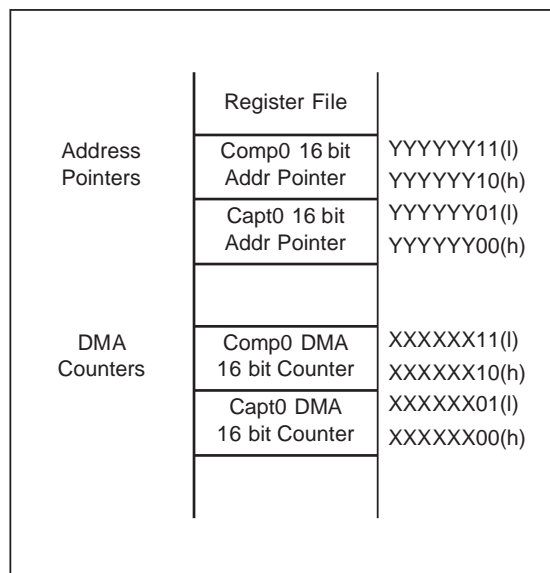 Register File
Address
Pointers
Comp0 16 bit
Addr Pointer
YYYYYY11(l)
YYYYYY10(h)
Capt0 16 bit
Addr Pointer
YYYYYY01(l)
YYYYYY00(h)
DMA
Counters
Comp0 DMA
16 bit Counter
XXXXXX11(l)
XXXXXX10(h)
Capt0 DMA
16 bit Counter
XXXXXX01(l)
XXXXXX00(h)